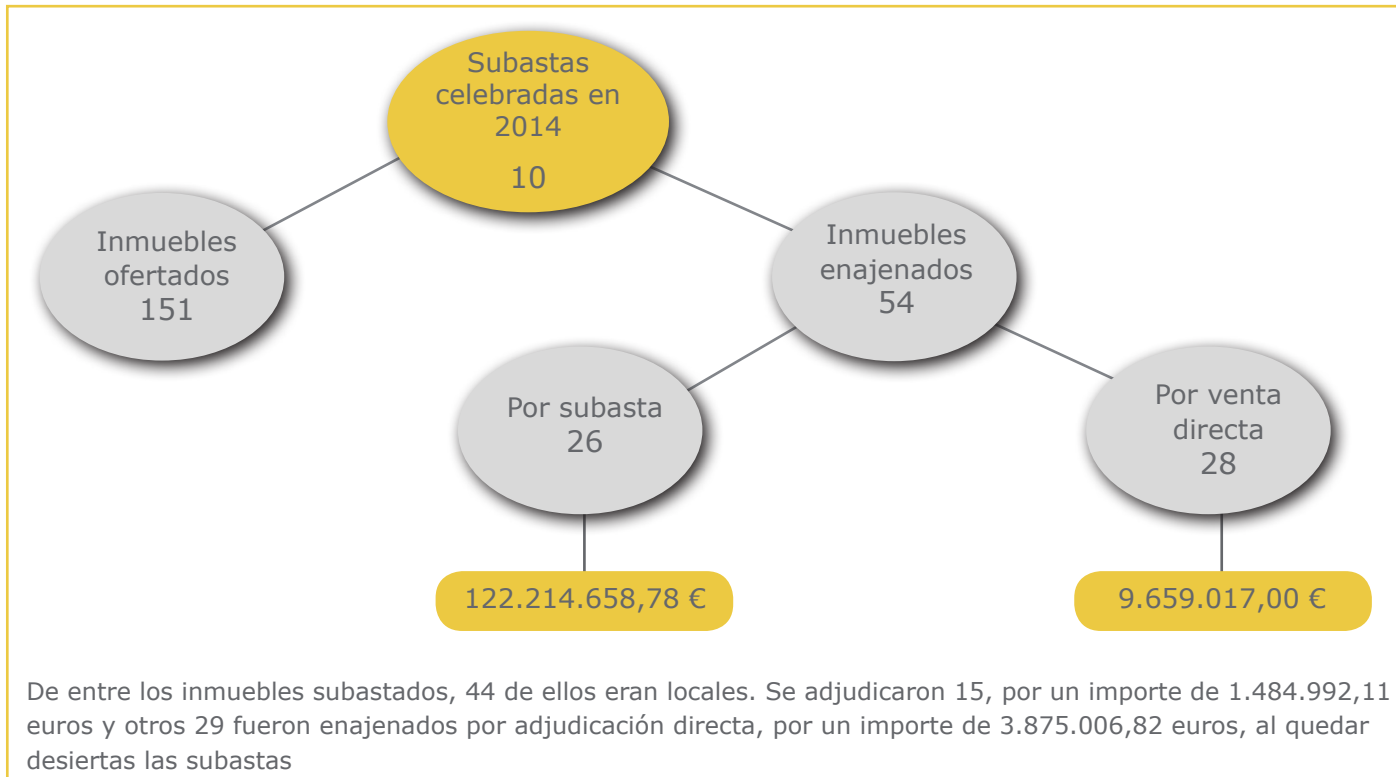 Subastas
celebradas en
2014
10
Inmuebles
ofertados
151
Inmuebles
enajenados
54
Por subasta
26
Por venta
directa
28
122.214.658,78 €
9.659.017,00 €
De entre los inmuebles subastados, 44 de ellos eran locales. Se adjudicaron 15, por un importe de 1.484.992,11
euros y otros 29 fueron enajenados por adjudicación directa, por un importe de 3.875.006,82 euros, al quedar
desiertas las subastas